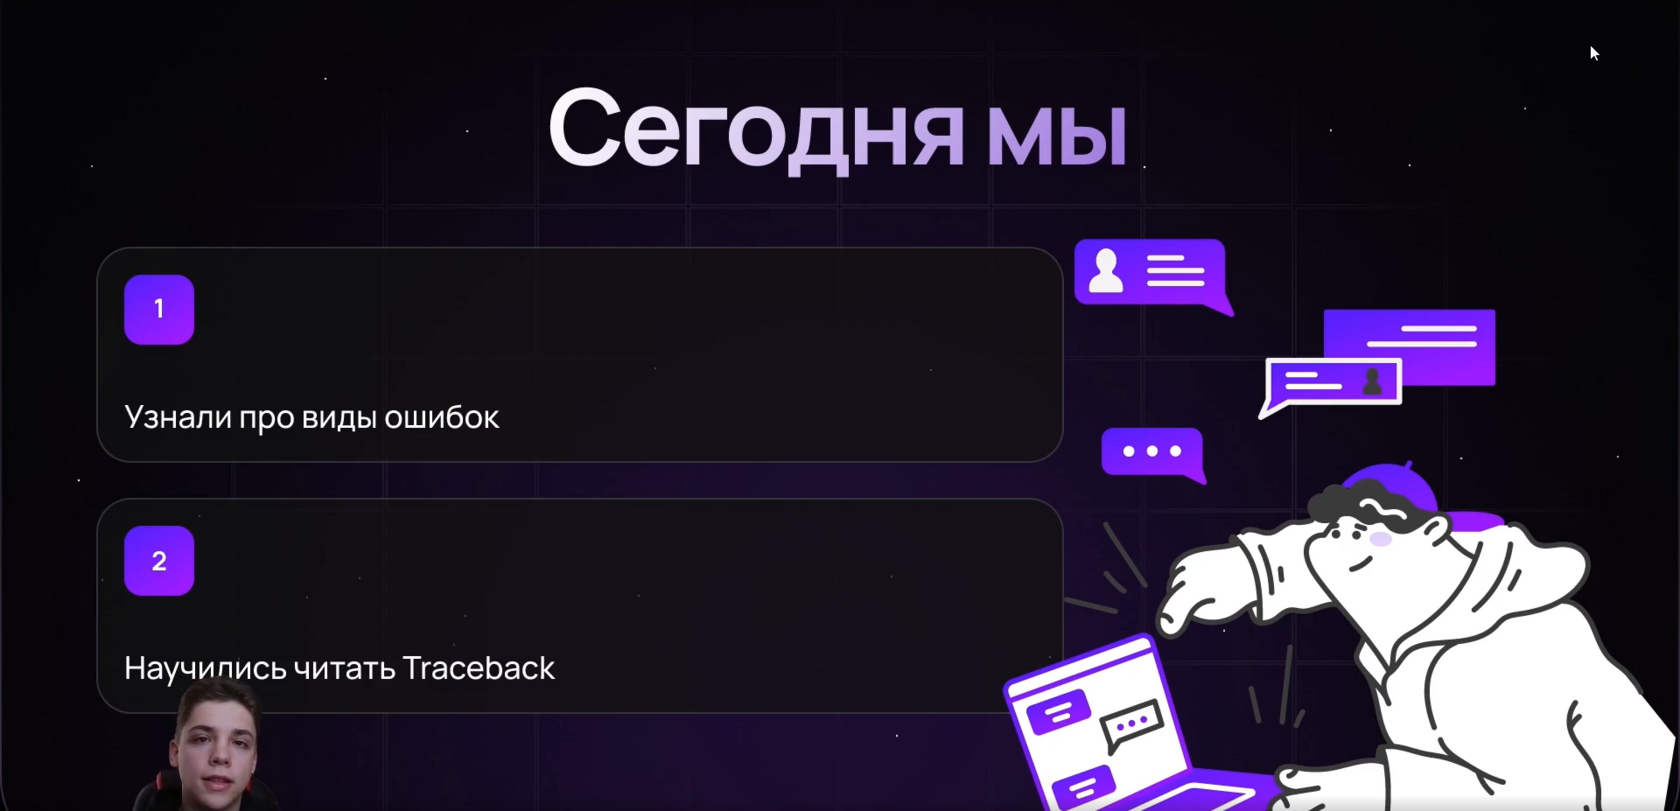 Сегодня мы
1
Узнали про виды ошибок
2
Научились читать Traceback